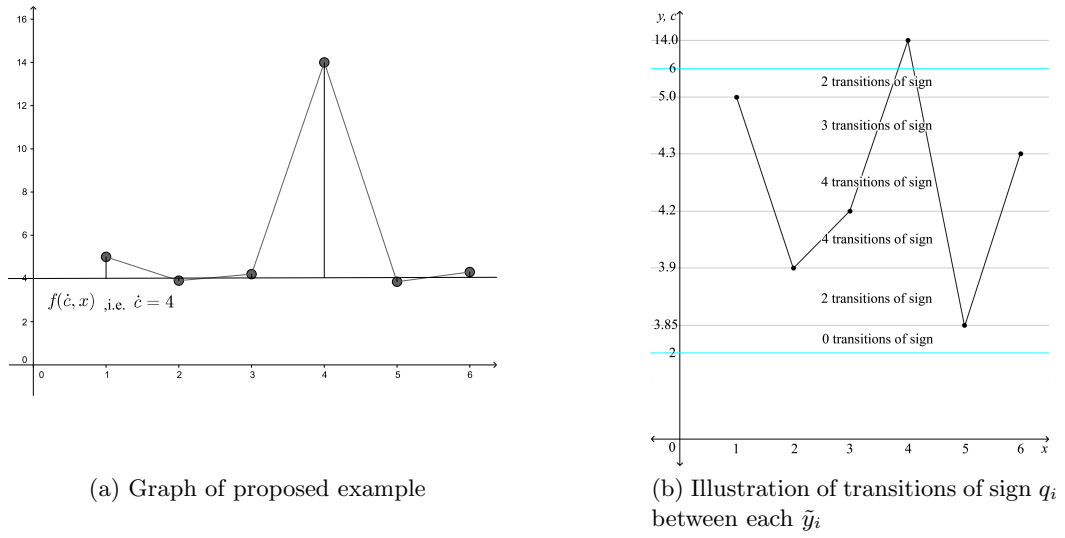 16
14
12
10
8
6
4
2
0
0 1 2 3 4 5 6
f(ċ, x) ,i.e. ċ = 4
(a) Graph of proposed example
y, c
14.0
6
2 transitions of sign
5.0
3 transitions of sign
4.3
4 transitions of sign
4.2
4 transitions of sign
3.9
2 transitions of sign
3.85
0 transitions of sign
2
0 1 2 3 4 5 6 x
(b) Illustration of transitions of sign qᵢ
between each ỹᵢ